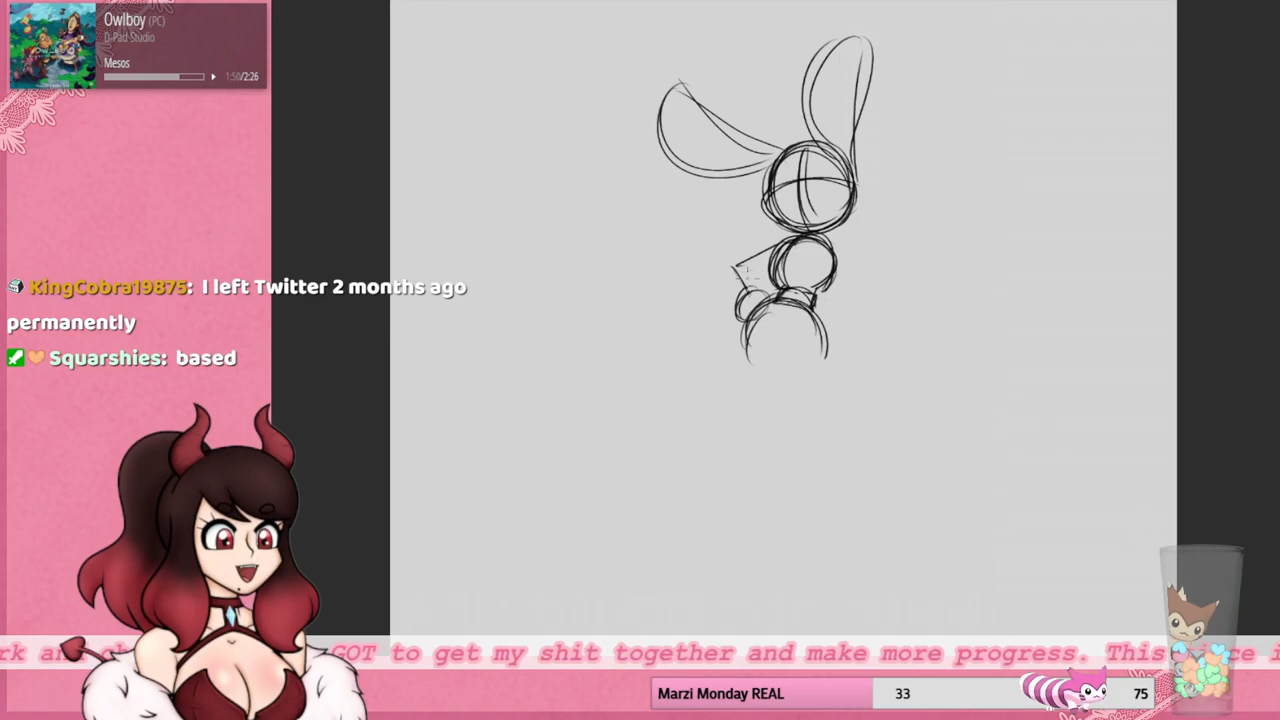 Owlboy (PC)
D-Pad Studio
Mesos
1:50/2:26
KingCobra19875: I left Twitter 2 months ago
permanently
Squarshies: based
GOT to get my shit together and make more progress. This
Marzi Monday REAL 33 75